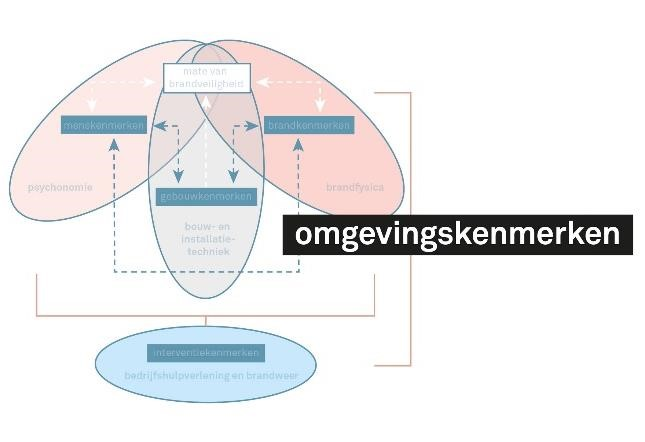 mate van
brandveiligheid
menskenmerken
brandkenmerken
psychonomie
brandfysica
gebouwkenmerken
bouw- en
installatie-
techniek
omgevingskenmerken
interventiekenmerken
bedrijfshulpverlening en brandweer